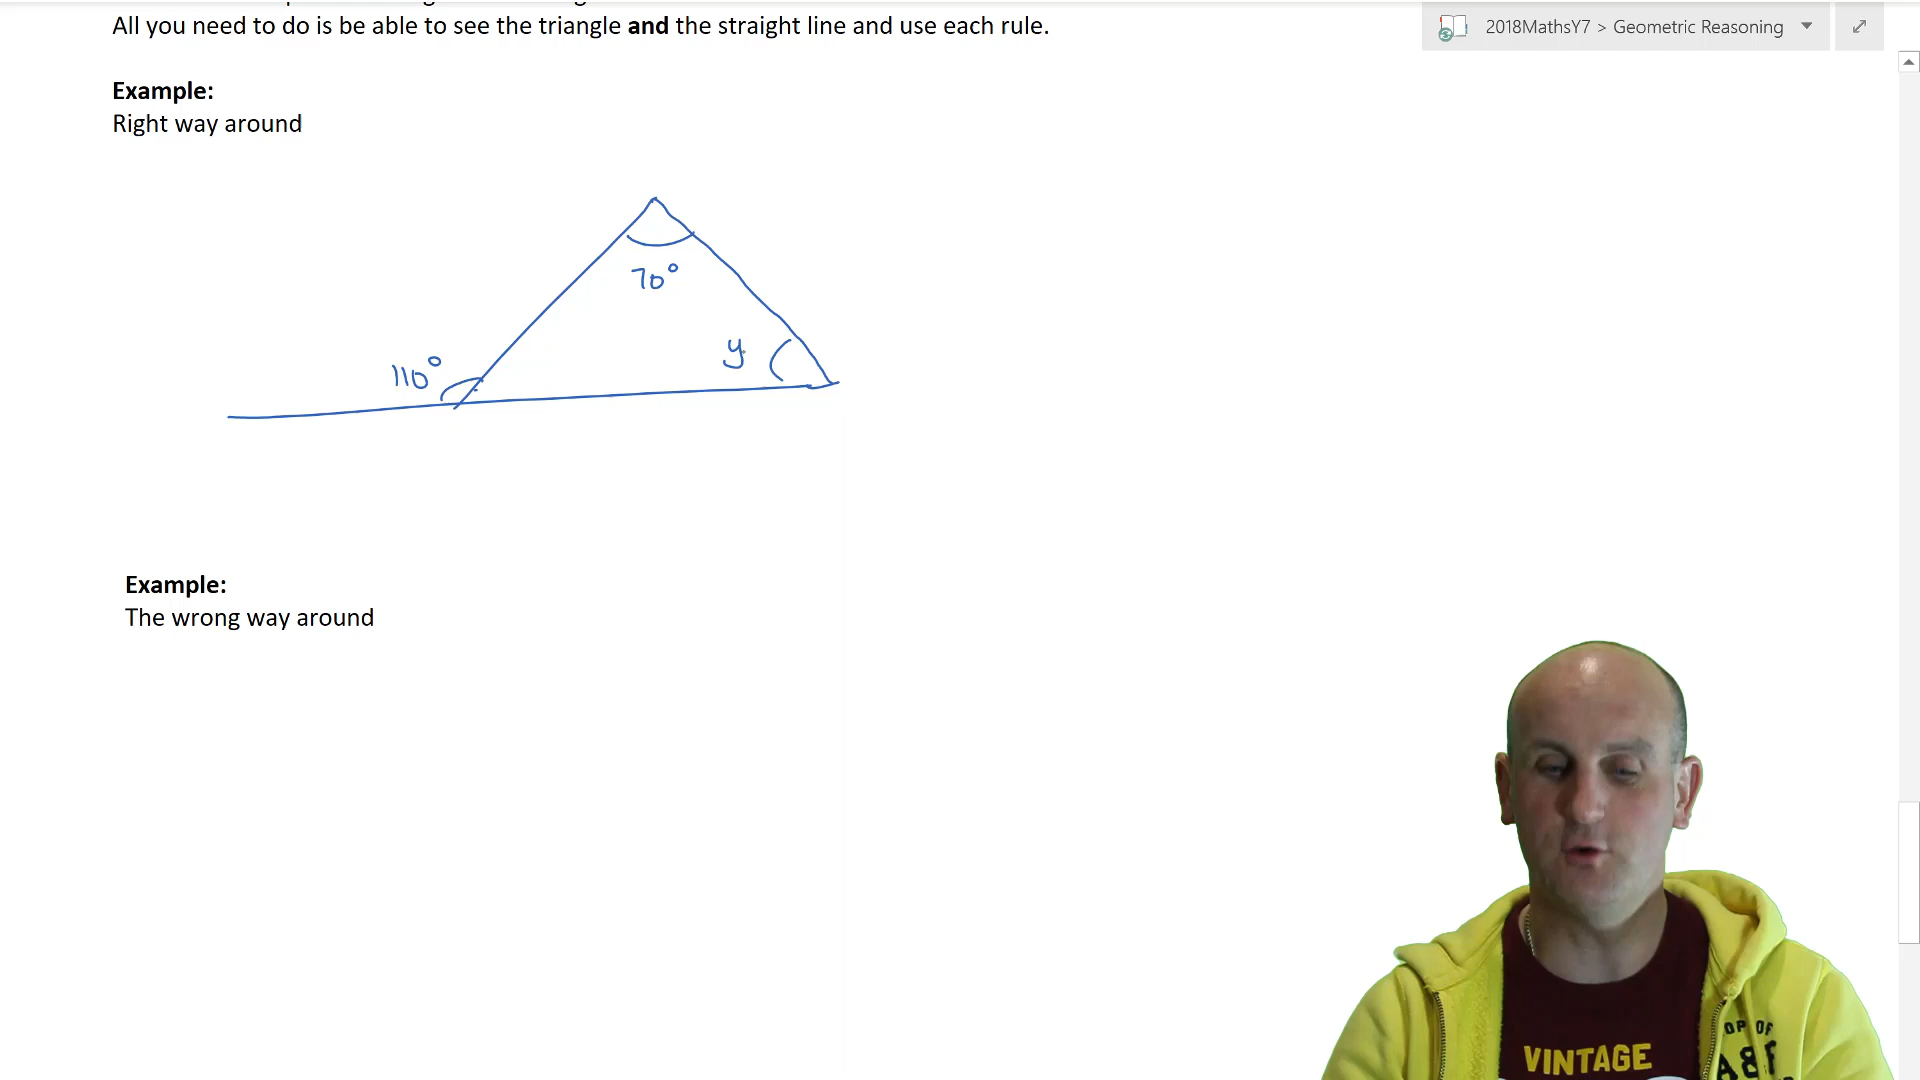 All you need to do is be able to see the triangle and the straight line and use each rule.
2018MathsY7 > Geometric Reasoning
Example:
Right way around
70°
y
110°
Example:
The wrong way around
VINTAGE